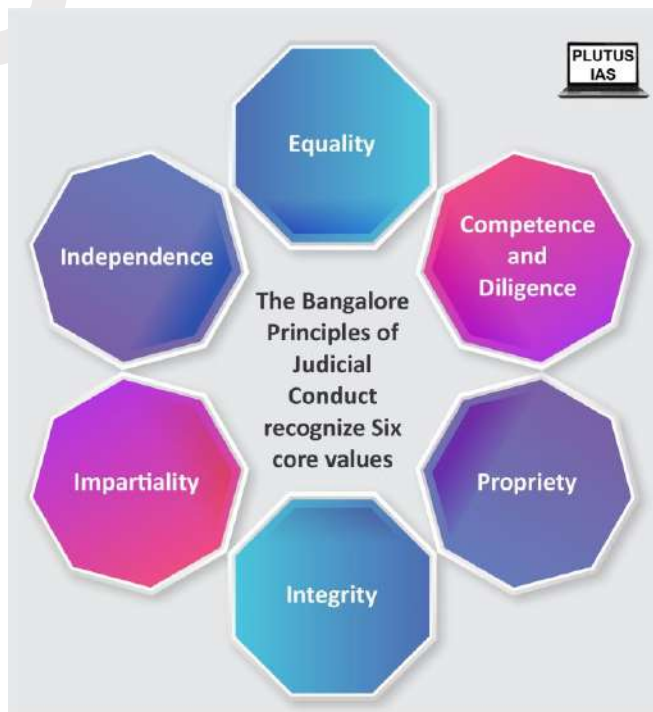 PLUTUS
IAS
Equality
Competence
and
Diligence
Propriety
Integrity
Impartiality
Independence
The Bangalore
Principles of
Judicial
Conduct
recognize Six
core values